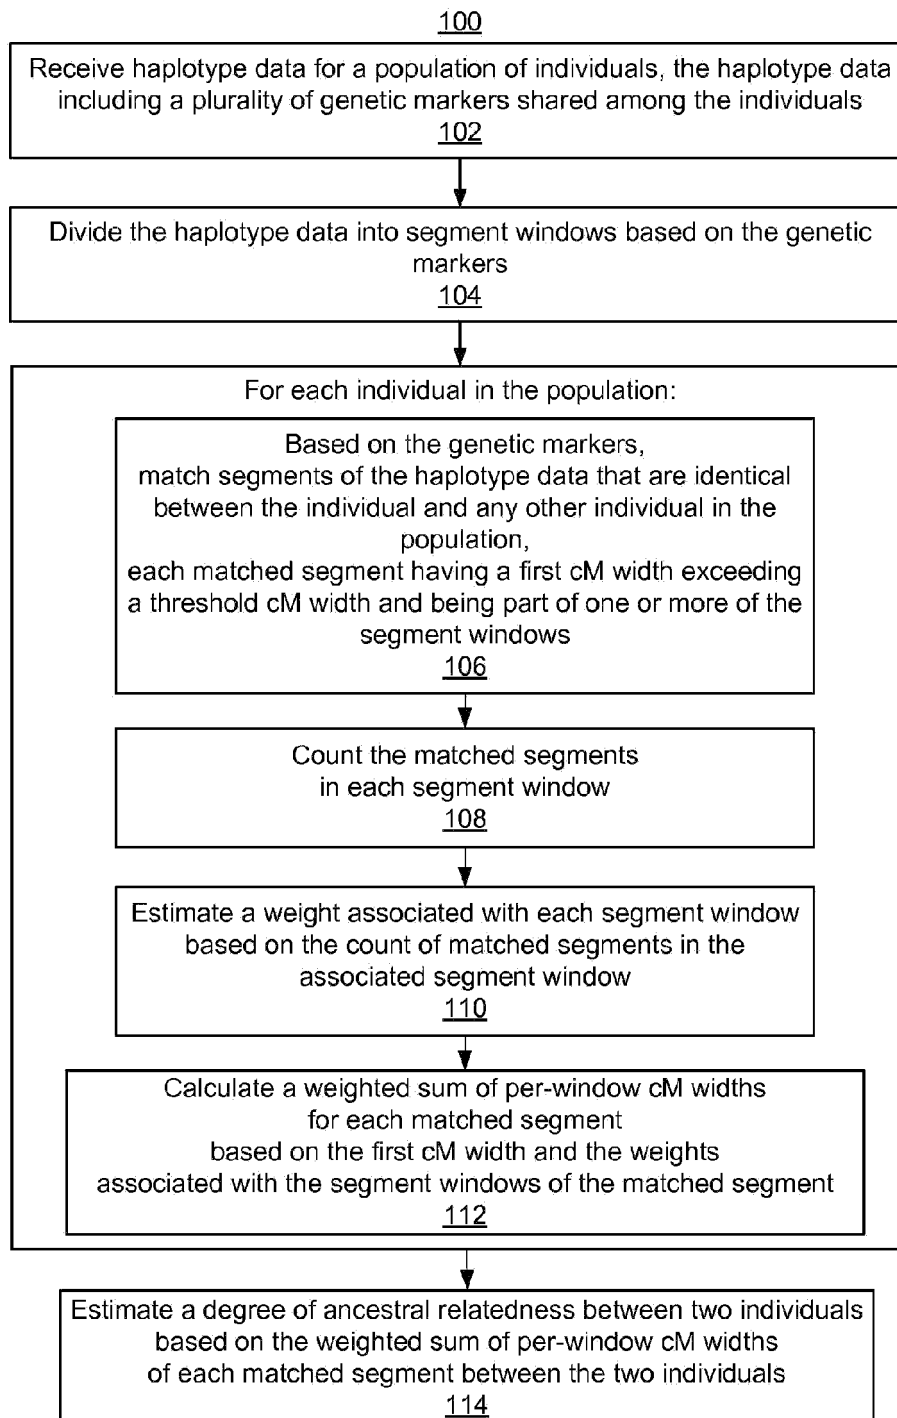 100
Receive haplotype data for a population of individuals, the haplotype data
including a plurality of genetic markers shared among the individuals
102
Divide the haplotype data into segment windows based on the genetic
markers
104
For each individual in the population:
Based on the genetic markers,
match segments of the haplotype data that are identical
between the individual and any other individual in the
population,
each matched segment having a first cM width exceeding
a threshold cM width and being part of one or more of the
segment windows
106
Count the matched segments
in each segment window
108
Estimate a weight associated with each segment window
based on the count of matched segments in the
associated segment window
110
Calculate a weighted sum of per-window cM widths
for each matched segment
based on the first cM width and the weights
associated with the segment windows of the matched segment
112
Estimate a degree of ancestral relatedness between two individuals
based on the weighted sum of per-window cM widths
of each matched segment between the two individuals
114